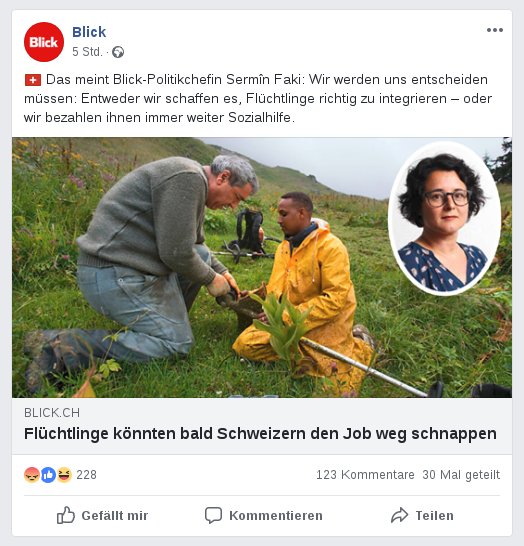 Blick
Blick
5 Std. ·
Das meint Blick-Politikchefin Sermîn Faki: Wir werden uns entscheiden
müssen: Entweder wir schaffen es, Flüchtlinge richtig zu integrieren – oder
wir bezahlen ihnen immer weiter Sozialhilfe.
BLICK.CH
Flüchtlinge könnten bald Schweizern den Job weg schnappen
228
123 Kommentare 30 Mal geteilt
Gefällt mir Kommentieren Teilen